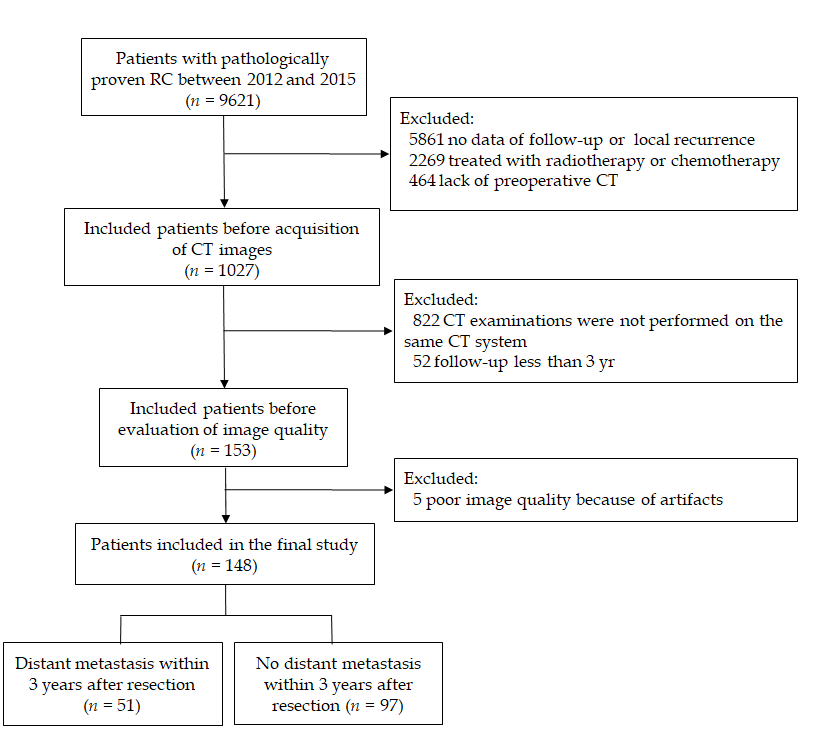 Patients with pathologically
proven RC between 2012 and 2015
(n = 9621)
Excluded:
5861 no data of follow-up or local recurrence
2269 treated with radiotherapy or chemotherapy
464 lack of preoperative CT
Included patients before acquisition
of CT images
(n = 1027)
Excluded:
822 CT examinations were not performed on the
same CT system
52 follow-up less than 3 yr
Included patients before
evaluation of image quality
(n = 153)
Excluded:
5 poor image quality because of artifacts
Patients included in the final study
(n = 148)
Distant metastasis within
3 years after resection
(n = 51)
No distant metastasis
within 3 years after
resection (n = 97)